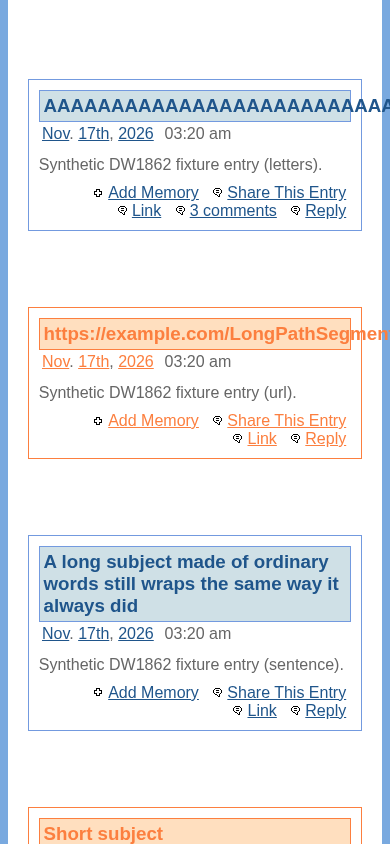 AAAAAAAAAAAAAAAAAAAAAAAAAA
Nov. 17th, 2026 03:20 am
Synthetic DW1862 fixture entry (letters).
Add Memory Share This Entry
Link 3 comments Reply
https://example.com/LongPathSegmen
Nov. 17th, 2026 03:20 am
Synthetic DW1862 fixture entry (url).
Add Memory Share This Entry
Link Reply
A long subject made of ordinary
words still wraps the same way it
always did
Nov. 17th, 2026 03:20 am
Synthetic DW1862 fixture entry (sentence).
Add Memory Share This Entry
Link Reply
Short subject